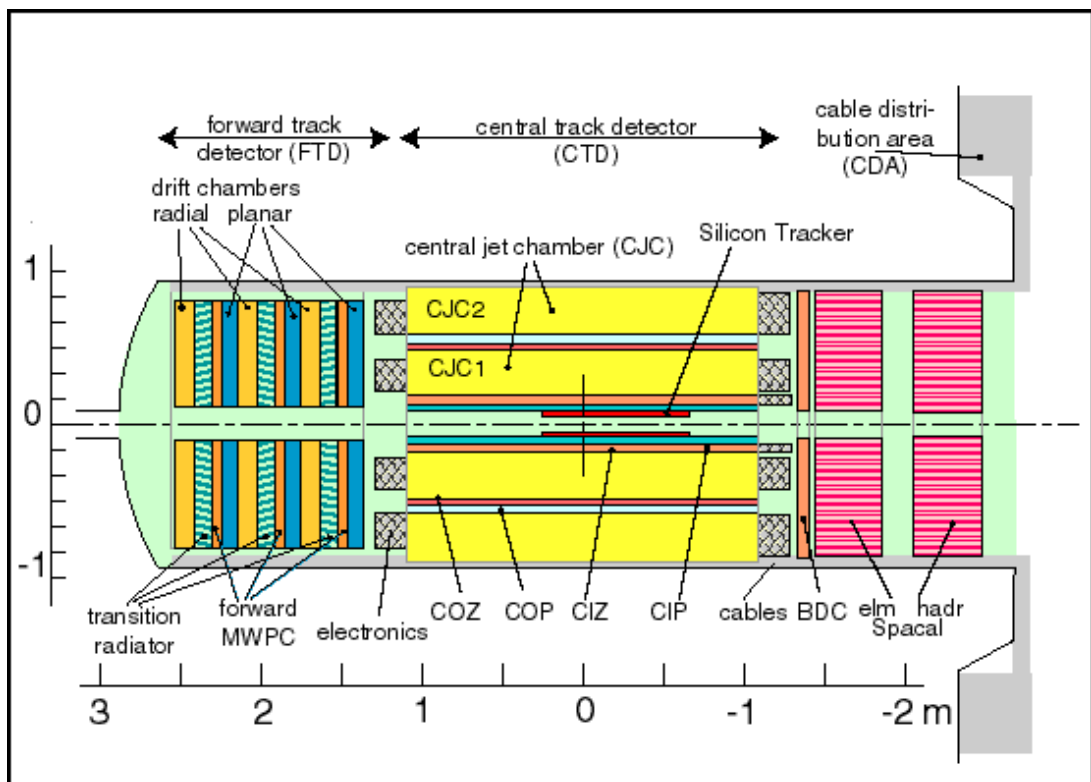 forward track
detector (FTD)
central track detector
(CTD)
cable distri-
bution area
(CDA)
drift chambers
radial planar
central jet chamber (CJC)
Silicon Tracker
1
CJC2
CJC1
0
-1
transition
radiator
forward
MWPC
electronics
COZ
COP
CIZ
CIP
cables
BDC
elm hadr
Spacal
3 2 1 0 -1 -2 m